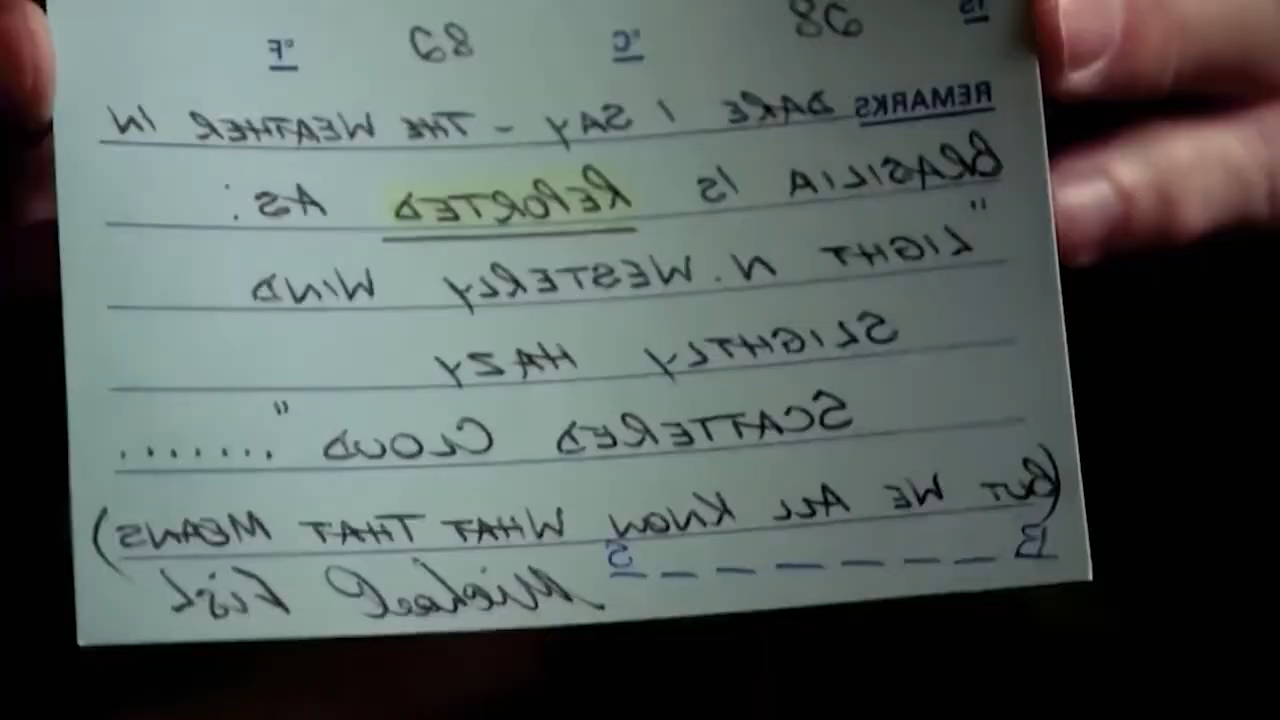 °C °F
REMARKS DARE I SAY - THE WEATHER IN
BRASILIA IS REPORTED AS:
"LIGHT N. WESTERLY WIND
SLIGHTLY HAZY
SCATTERED CLOUD" .......
(BUT WE ALL KNOW WHAT THAT MEANS)
B _ _ _ _ _ _ S
Michael Fish